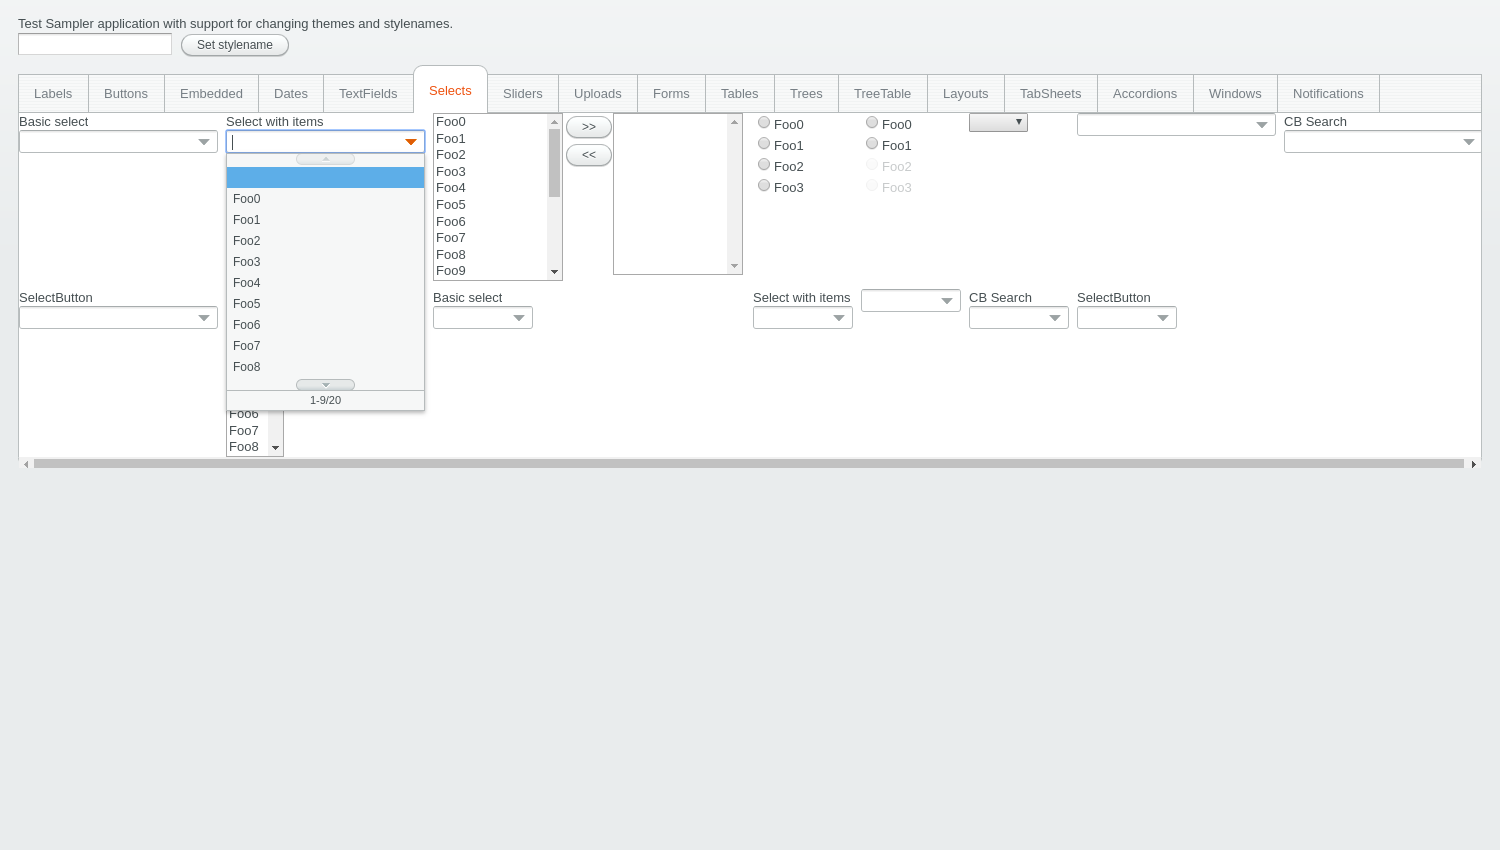 Test Sampler application with support for changing themes and stylenames.
Set stylename
Labels Buttons Embedded Dates TextFields Selects Sliders Uploads Forms Tables Trees TreeTable Layouts TabSheets Accordions Windows Notifications
Basic select
Select with items
Foo0
Foo1
Foo2
Foo3
Foo4
Foo5
Foo6
Foo7
Foo8
1-9/20
Foo0
Foo1
Foo2
Foo3
Foo4
Foo5
Foo6
Foo7
Foo8
Foo9
>>
<<
Foo0
Foo1
Foo2
Foo3
Foo0
Foo1
Foo2
Foo3
CB Search
SelectButton
Foo6
Foo7
Foo8
Basic select
Select with items
CB Search
SelectButton